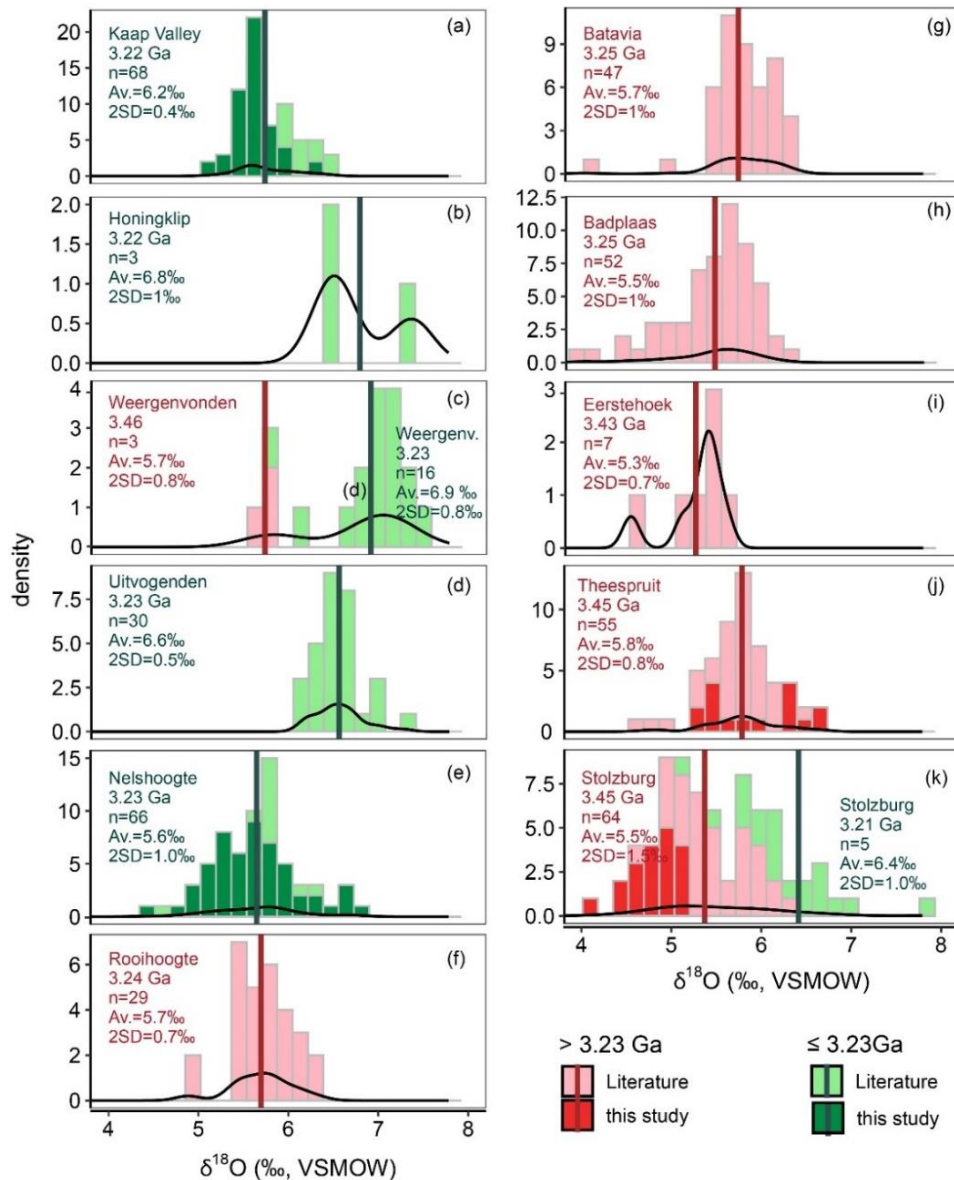 (a)
Kaap Valley
3.22 Ga
n=68
Av.=6.2‰
2SD=0.4‰
20
15
10
5
0
(b)
Honingklip
3.22 Ga
n=3
Av.=6.8‰
2SD=1‰
2.0
1.5
1.0
0.5
0.0
(c)
Weergenvonden
3.46
n=3
Av.=5.7‰
2SD=0.8‰
Weergenv.
3.23
n=16
Av.=6.9 ‰
2SD=0.8‰
(d)
4
3
2
1
0
density
(d)
Uitvogenden
3.23 Ga
n=30
Av.=6.6‰
2SD=0.5‰
7.5
5.0
2.5
0.0
(e)
Nelshoogte
3.23 Ga
n=66
Av.=5.6‰
2SD=1.0‰
15
10
5
0
(f)
Rooihoogte
3.24 Ga
n=29
Av.=5.7‰
2SD=0.7‰
6
4
2
0
4 5 6 7 8
δ18O (‰, VSMOW)
(g)
Batavia
3.25 Ga
n=47
Av.=5.7‰
2SD=1‰
9
6
3
0
(h)
Badplaas
3.25 Ga
n=52
Av.=5.5‰
2SD=1‰
12.5
10.0
7.5
5.0
2.5
0.0
(i)
Eerstehoek
3.43 Ga
n=7
Av.=5.3‰
2SD=0.7‰
3
2
1
0
(j)
Theespruit
3.45 Ga
n=55
Av.=5.8‰
2SD=0.8‰
10
5
0
(k)
Stolzburg
3.45 Ga
n=64
Av.=5.5‰
2SD=1.5‰
Stolzburg
3.21 Ga
n=5
Av.=6.4‰
2SD=1.0‰
7.5
5.0
2.5
0.0
4 5 6 7 8
δ18O (‰, VSMOW)
> 3.23 Ga
Literature
this study
≤ 3.23Ga
Literature
this study